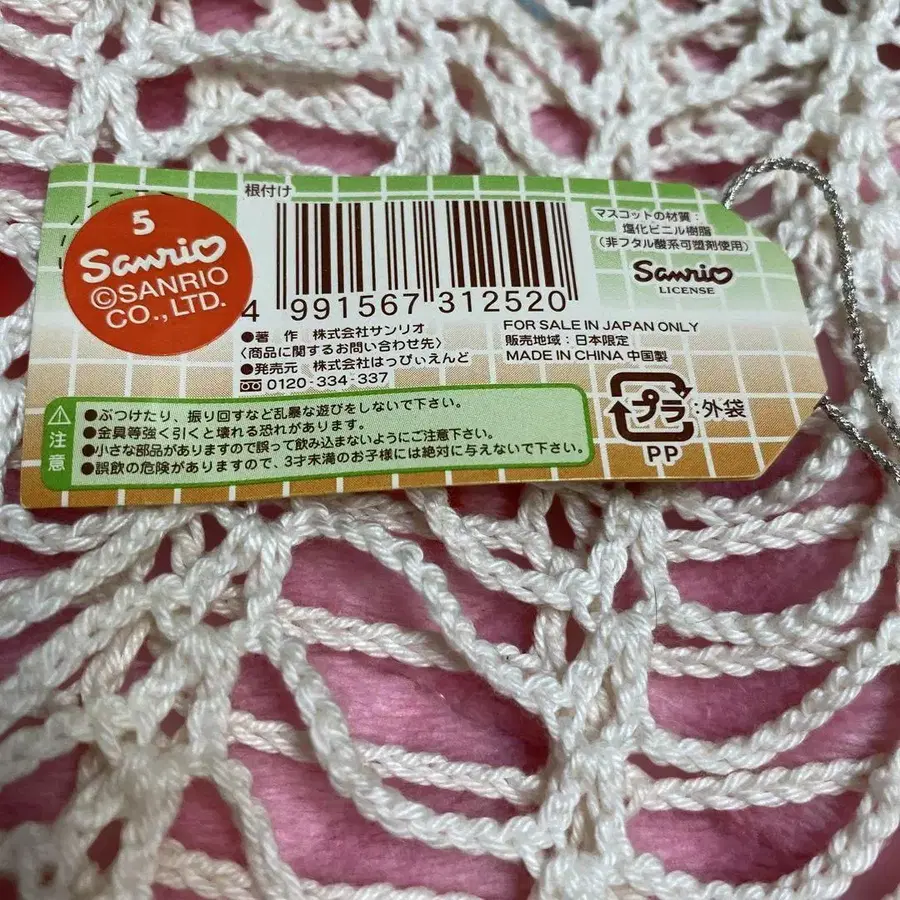 5
Sanrio
©SANRIO
CO.,LTD.
根付け
4 991567 312520
マスコットの材質:
塩化ビニル樹脂
(非フタル酸系可塑剤使用)
Sanrio
LICENSE
●著 作 株式会社サンリオ
〈商品に関するお問い合わせ先〉
●発売元 株式会社はっぴぃえんど
0120-334-337
FOR SALE IN JAPAN ONLY
販売地域:日本限定
MADE IN CHINA 中国製
プラ:外袋
PP
注意
●ぶつけたり、振り回すなど乱暴な遊びをしないで下さい。
●金具等強く引くと壊れる恐れがあります。
●小さな部品がありますので誤って飲み込まないようにご注意下さい。
●誤飲の危険がありますので、3才未満のお子様には絶対に与えないで下さい。